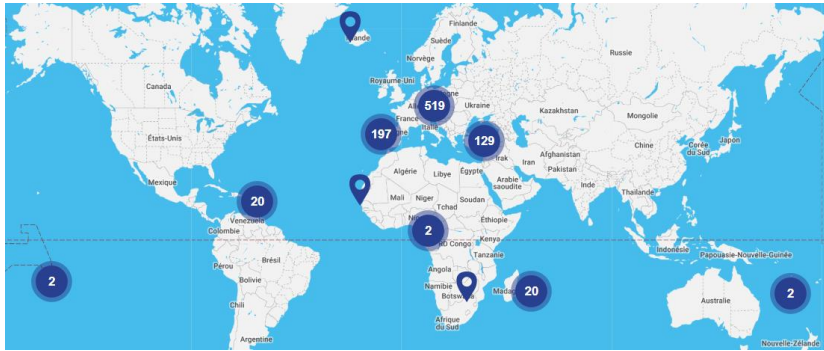 Finlande
Islande
Suède
Russie
Norvège
Canada
Royaume-Uni
519
Ukraine
Kazakhstan
France
Mongolie
197
Italie
129
États-Unis
Chine
Corée
du Sud
Japon
Irak
Iran
Afghanistan
Algérie
Libye
Égypte
Pakistan
Arabie
saoudite
Mexique
Inde
Mali
Niger
Soudan
Thaïlande
20
Tchad
Venezuela
Éthiopie
Colombie
2
RD Congo
Kenya
Indonésie
Papouasie-Nouvelle-Guinée
Tanzanie
Pérou
Brésil
Angola
2
Bolivie
Namibie
Botswana
Madag
20
2
Australie
Chili
Afrique
du Sud
Argentine
Nouvelle-Zélande